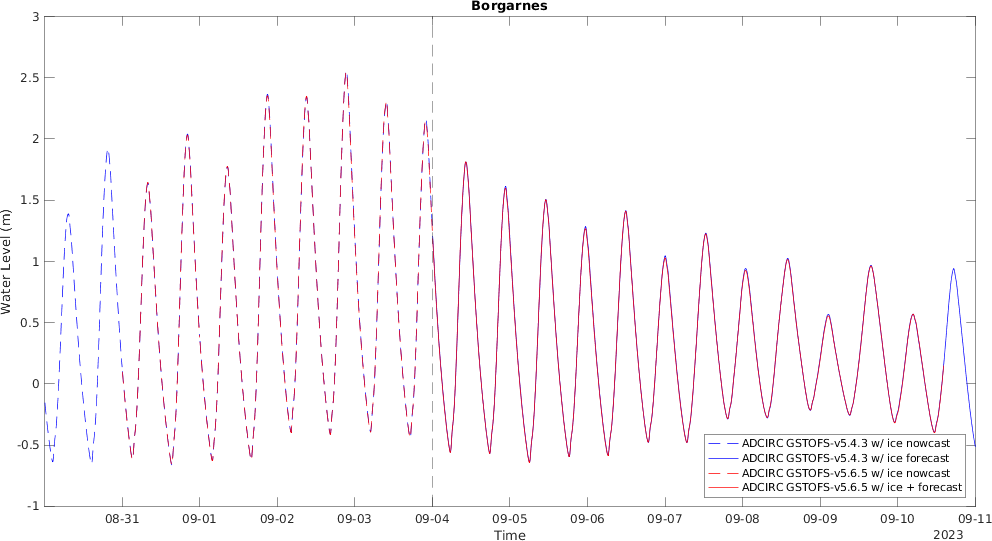 Borgarnes
3
2.5
2
1.5
1
0.5
0
-0.5
-1
Water Level (m)
ADCIRC GSTOFS-v5.4.3 w/ ice nowcast
ADCIRC GSTOFS-v5.4.3 w/ ice forecast
ADCIRC GSTOFS-v5.6.5 w/ ice nowcast
ADCIRC GSTOFS-v5.6.5 w/ ice + forecast
08-31 09-01 09-02 09-03 09-04 09-05 09-06 09-07 09-08 09-09 09-10 09-11
Time
2023